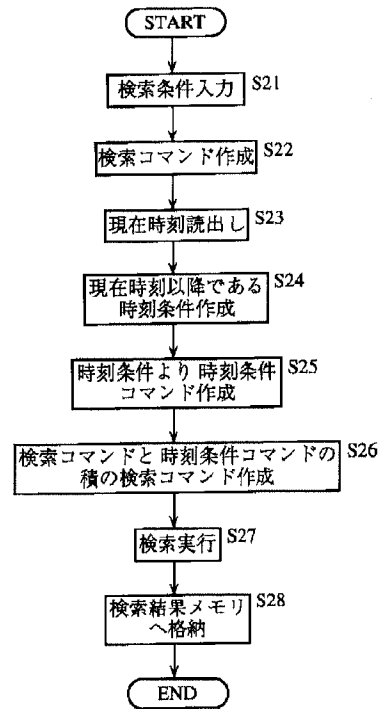 START
検索条件入力 S21
検索コマンド作成 S22
現在時刻読出し S23
現在時刻以降である S24
時刻条件作成
時刻条件より時刻条件 S25
コマンド作成
検索コマンドと時刻条件コマンドの S26
積の検索コマンド作成
検索実行 S27
検索結果メモリ S28
へ格納
END